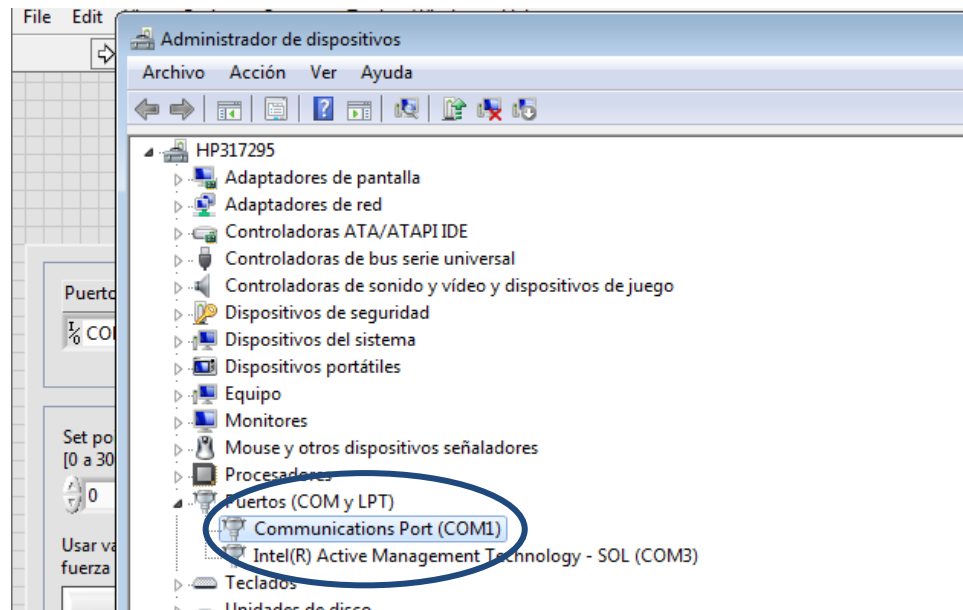 File Edit
Administrador de dispositivos
Archivo Acción Ver Ayuda
HP317295
Adaptadores de pantalla
Adaptadores de red
Controladoras ATA/ATAPI IDE
Controladoras de bus serie universal
Controladoras de sonido y vídeo y dispositivos de juego
Dispositivos de seguridad
Dispositivos del sistema
Dispositivos portátiles
Equipo
Monitores
Mouse y otros dispositivos señaladores
Procesadores
Puertos (COM y LPT)
Communications Port (COM1)
Intel(R) Active Management Technology - SOL (COM3)
Teclados
Unidades de disco
Puerto
Set po
[0 a 30
0
Usar va
fuerza